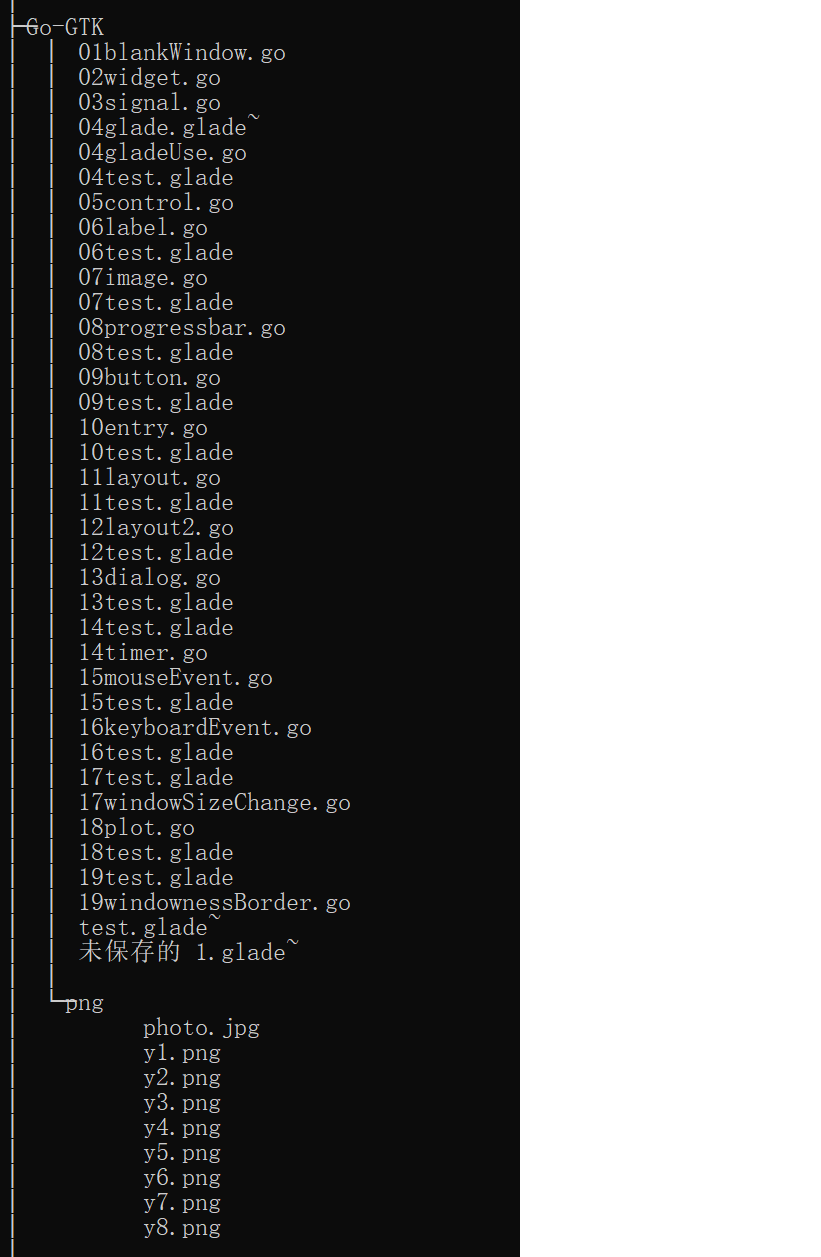 ├─Go-GTK
│  │  01blankWindow.go
│  │  02widget.go
│  │  03signal.go
│  │  04glade.glade~
│  │  04gladeUse.go
│  │  04test.glade
│  │  05control.go
│  │  06label.go
│  │  06test.glade
│  │  07image.go
│  │  07test.glade
│  │  08progressbar.go
│  │  08test.glade
│  │  09button.go
│  │  09test.glade
│  │  10entry.go
│  │  10test.glade
│  │  11layout.go
│  │  11test.glade
│  │  12layout2.go
│  │  12test.glade
│  │  13dialog.go
│  │  13test.glade
│  │  14test.glade
│  │  14timer.go
│  │  15mouseEvent.go
│  │  15test.glade
│  │  16keyboardEvent.go
│  │  16test.glade
│  │  17test.glade
│  │  17windowSizeChange.go
│  │  18plot.go
│  │  18test.glade
│  │  19test.glade
│  │  19windownessBorder.go
│  │  test.glade~
│  │  未保存的 1.glade~
│  │
│  └─png
│          photo.jpg
│          y1.png
│          y2.png
│          y3.png
│          y4.png
│          y5.png
│          y6.png
│          y7.png
│          y8.png